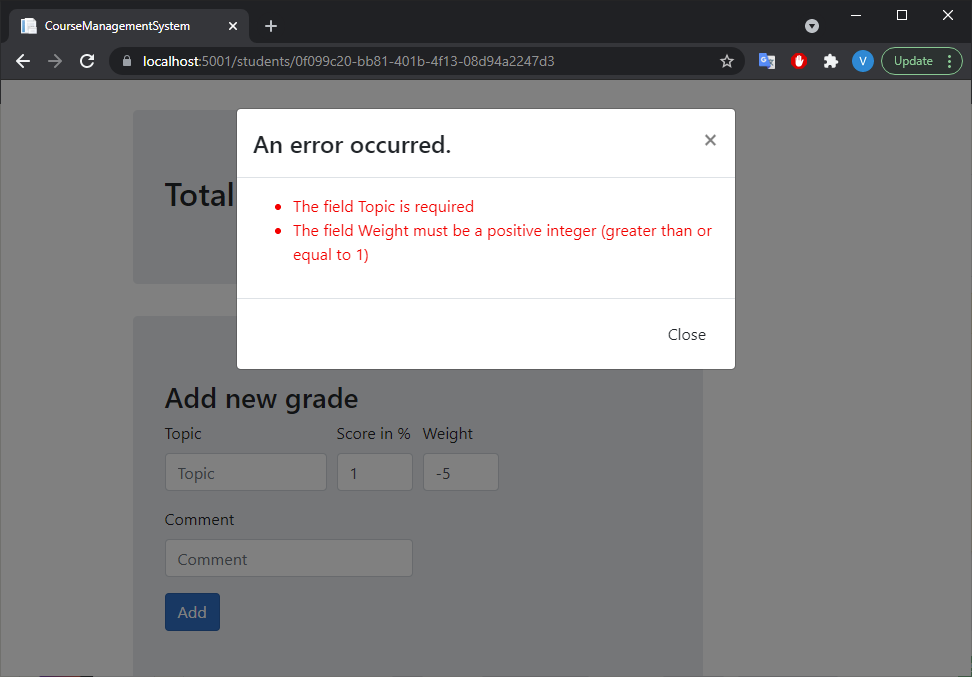 CourseManagementSystem
localhost:5001/students/0f099c20-bb81-401b-4f13-08d94a2247d3
V
Update
An error occurred.
×
Total
The field Topic is required
The field Weight must be a positive integer (greater than or
equal to 1)
Close
Add new grade
Topic Score in % Weight
Topic 1 -5
Comment
Comment
Add